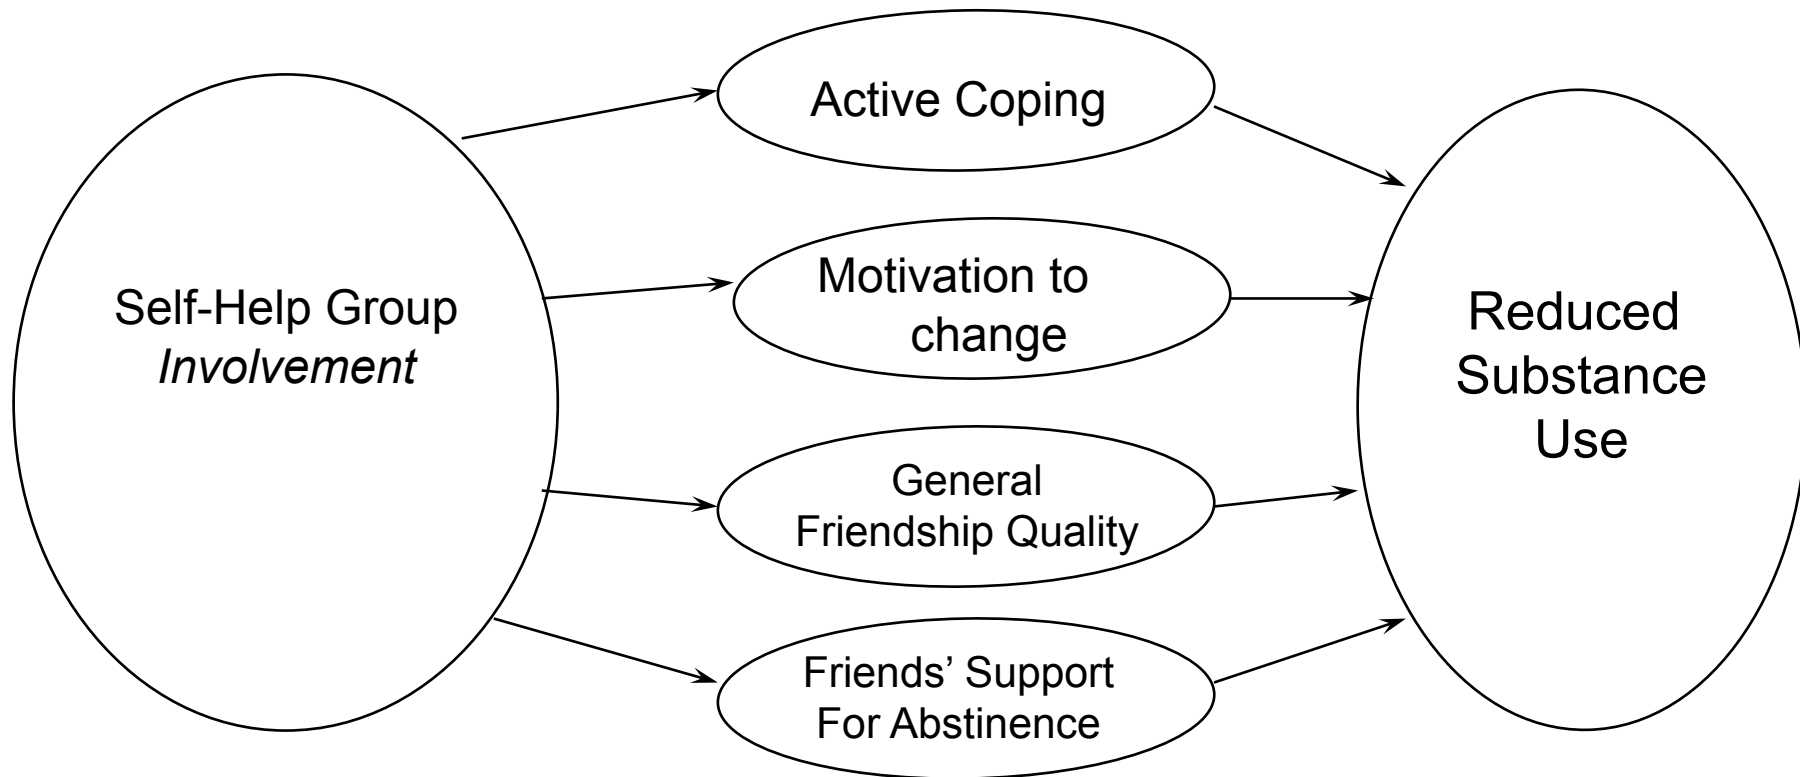 Active Coping
Self-Help Group
Involvement
Motivation to
change
Reduced
Substance
Use
General
Friendship Quality
Friends’ Support
For Abstinence